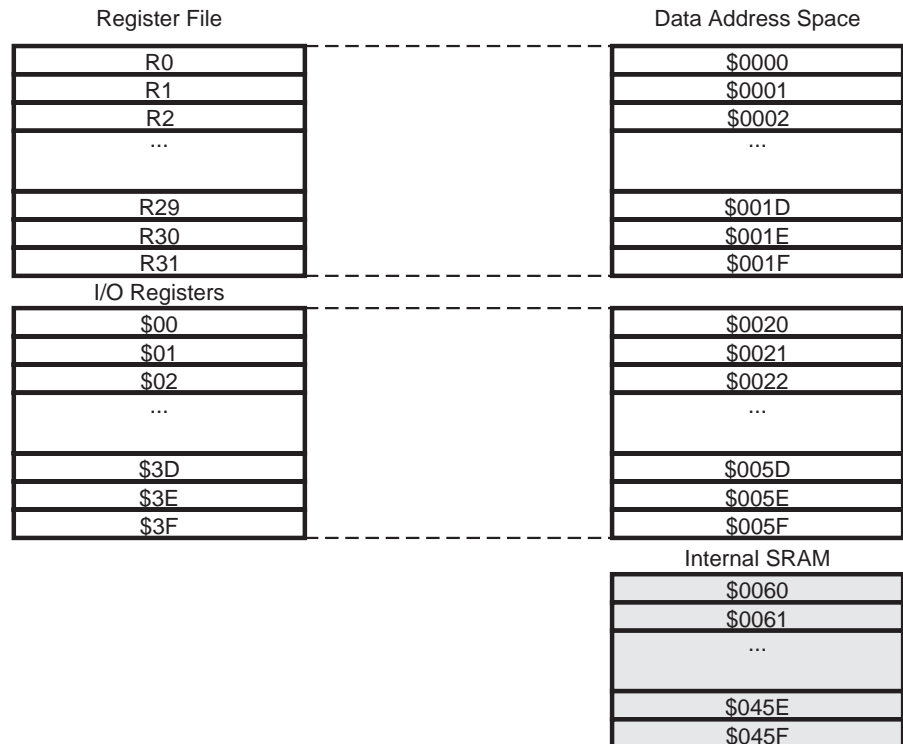 Register File
R0
R1
R2
...
R29
R30
R31
I/O Registers
$00
$01
$02
...
$3D
$3E
$3F
Data Address Space
$0000
$0001
$0002
...
$001D
$001E
$001F
$0020
$0021
$0022
...
$005D
$005E
$005F
Internal SRAM
$0060
$0061
...
$045E
$045F